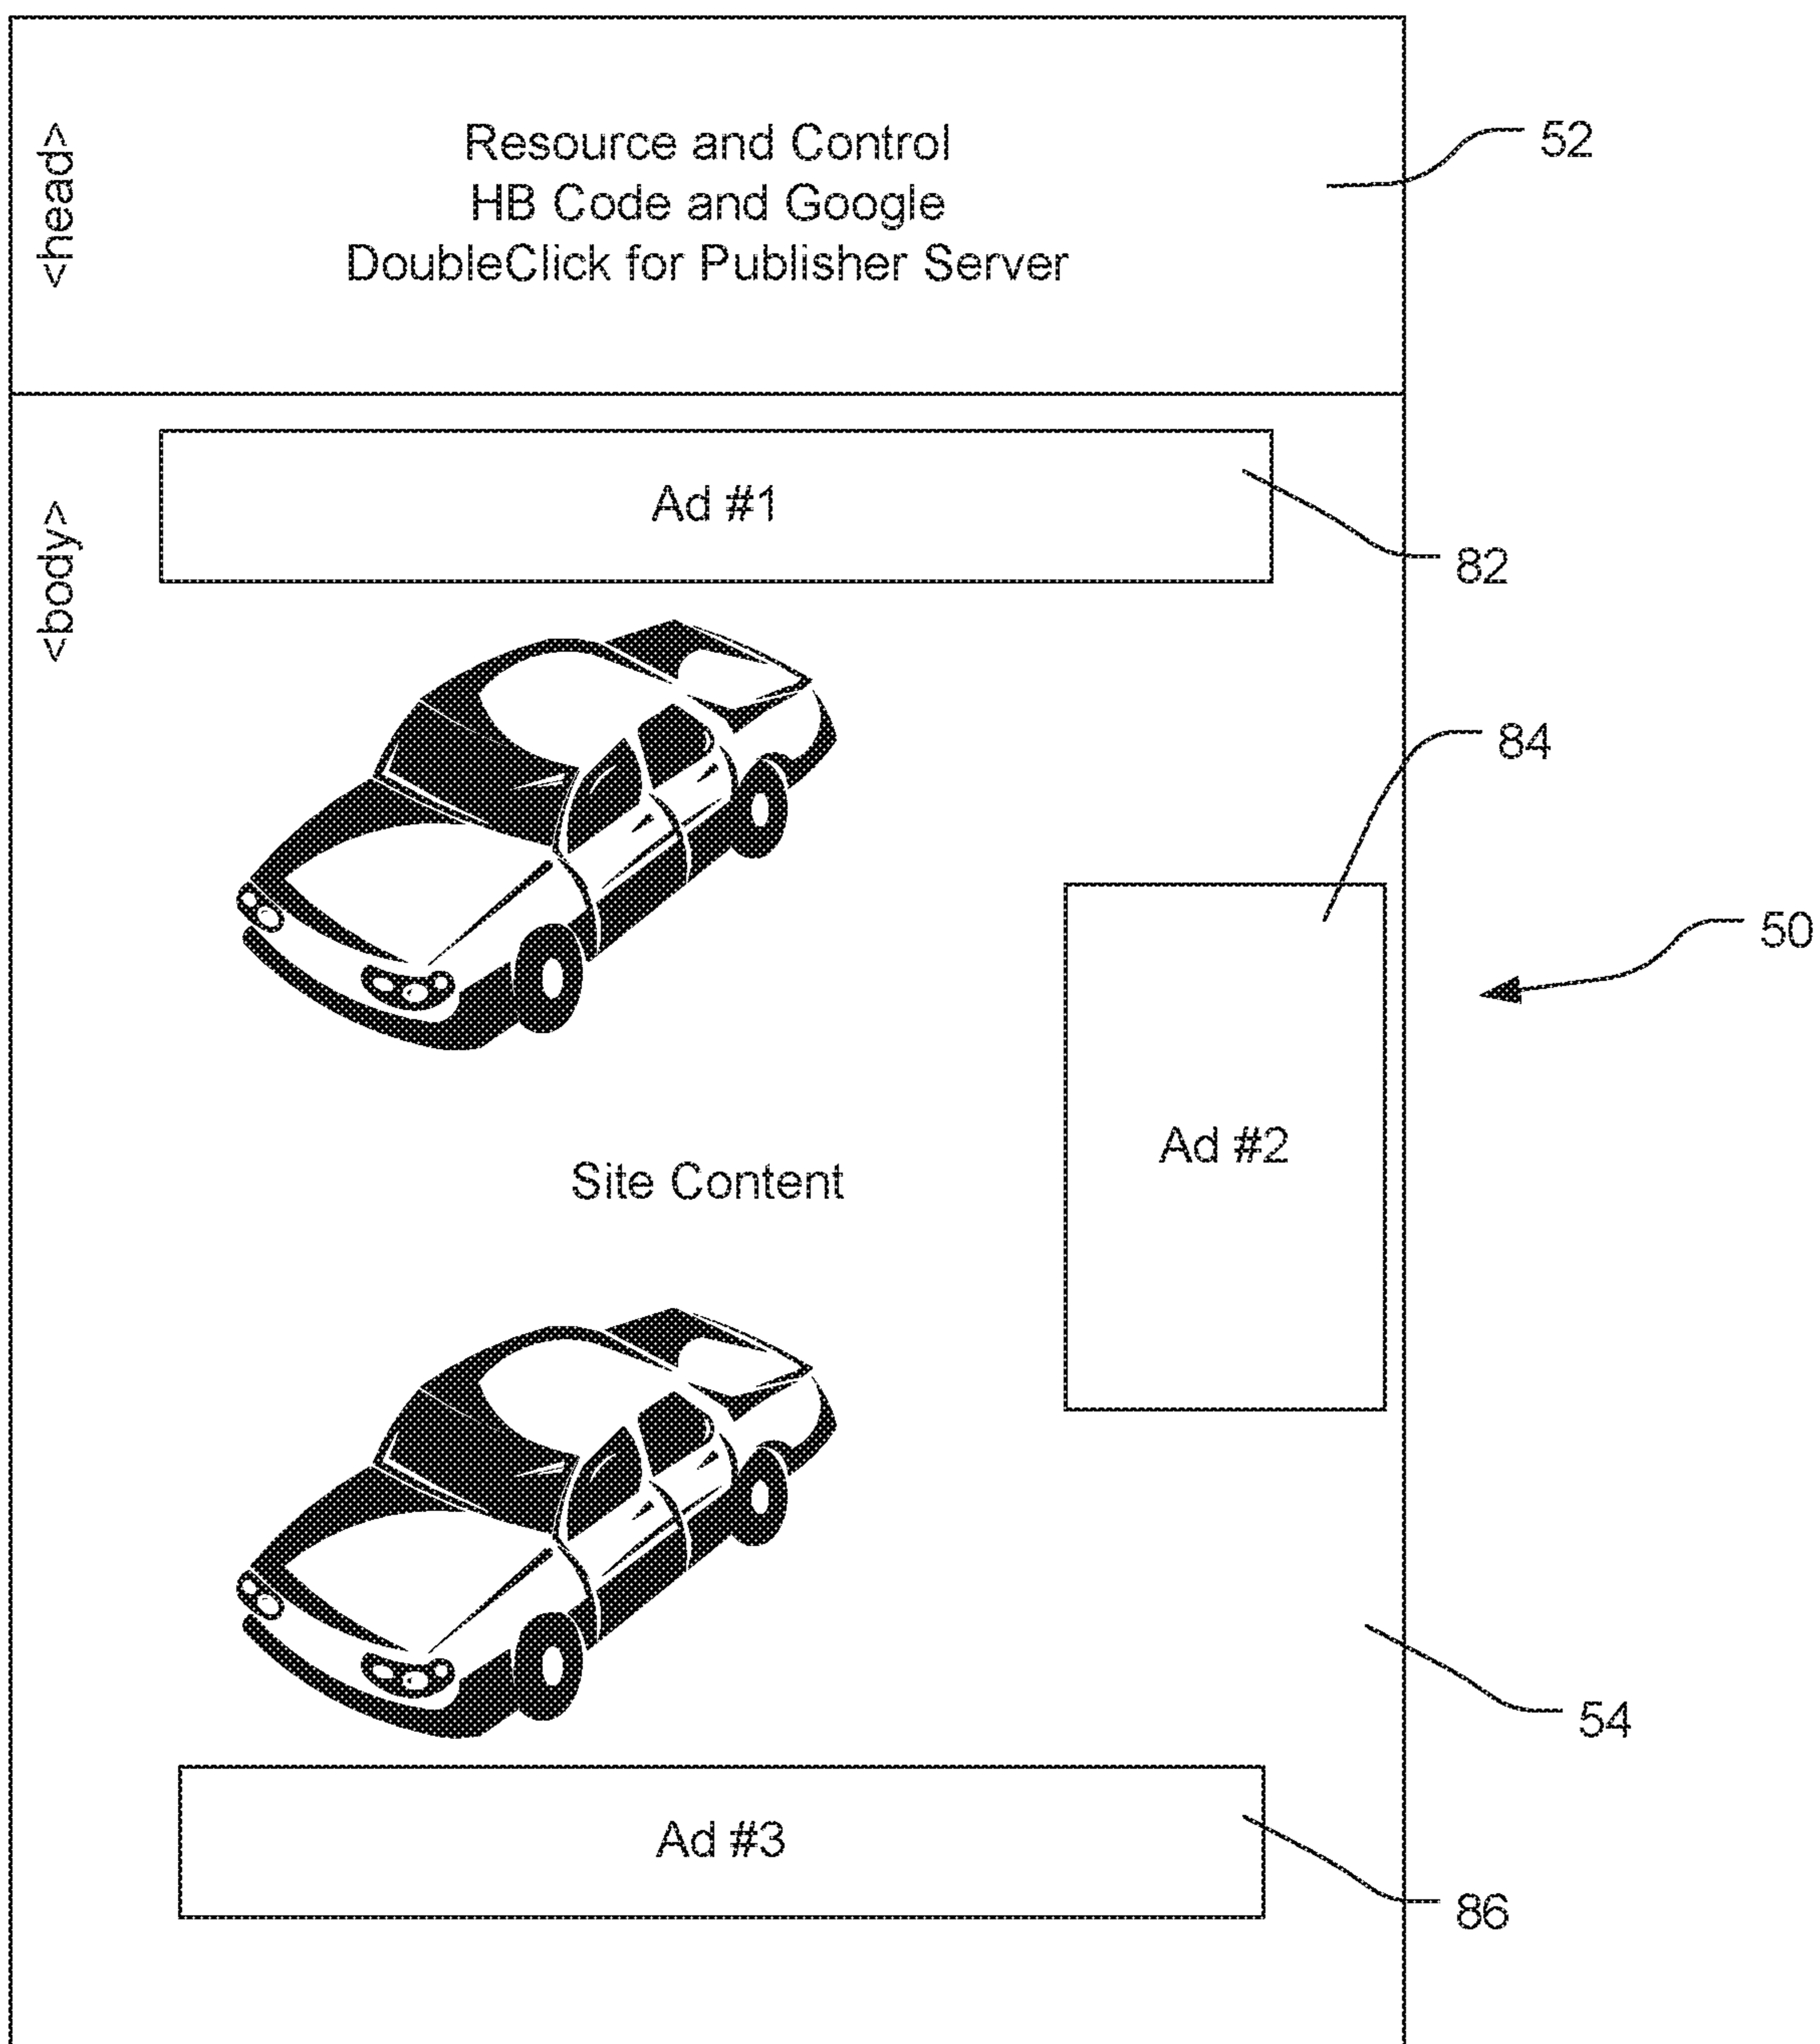 <head>
Resource and Control
HB Code and Google
DoubleClick for Publisher Server
52
<body>
Ad #1
82
84
50
Ad #2
Site Content
54
Ad #3
86